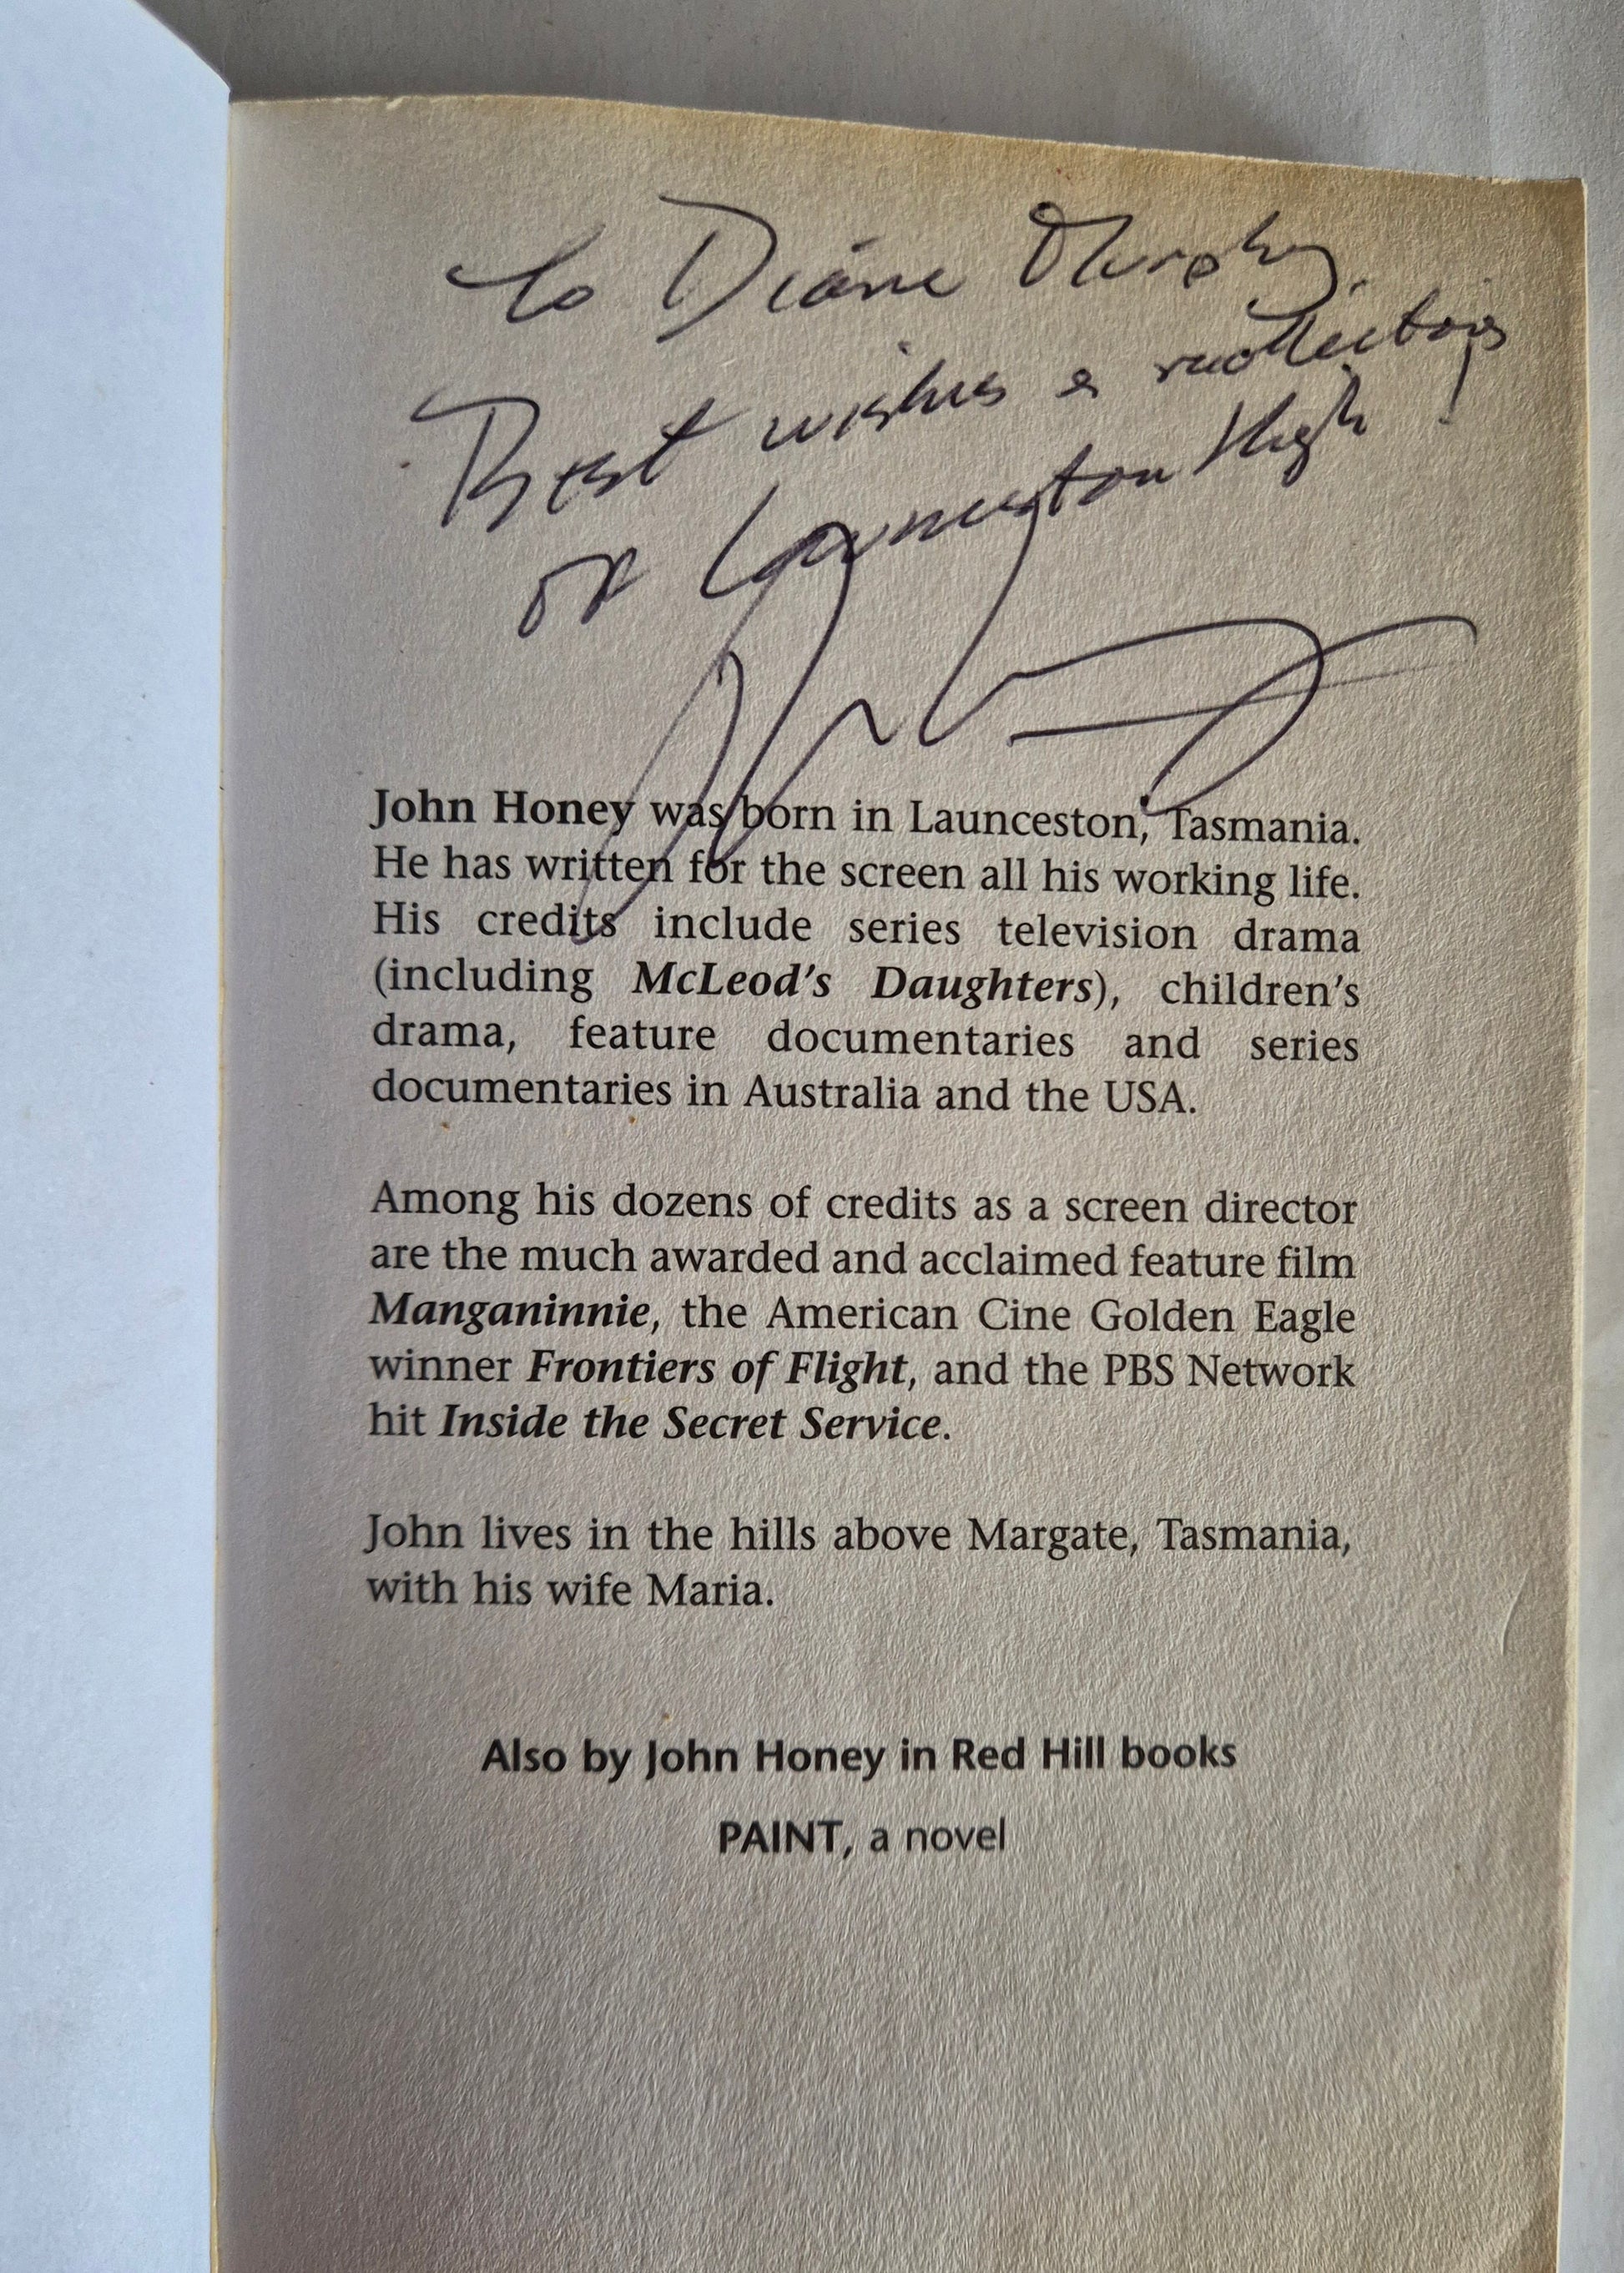 To Diane Murphy
Best wishes & recollections
of Launceston High!
John Honey was born in Launceston, Tasmania.
He has written for the screen all his working life.
His credits include series television drama
(including McLeod's Daughters), children's
drama, feature documentaries and series
documentaries in Australia and the USA.
Among his dozens of credits as a screen director
are the much awarded and acclaimed feature film
Manganinnie, the American Cine Golden Eagle
winner Frontiers of Flight, and the PBS Network
hit Inside the Secret Service.
John lives in the hills above Margate, Tasmania,
with his wife Maria.
Also by John Honey in Red Hill books
PAINT, a novel